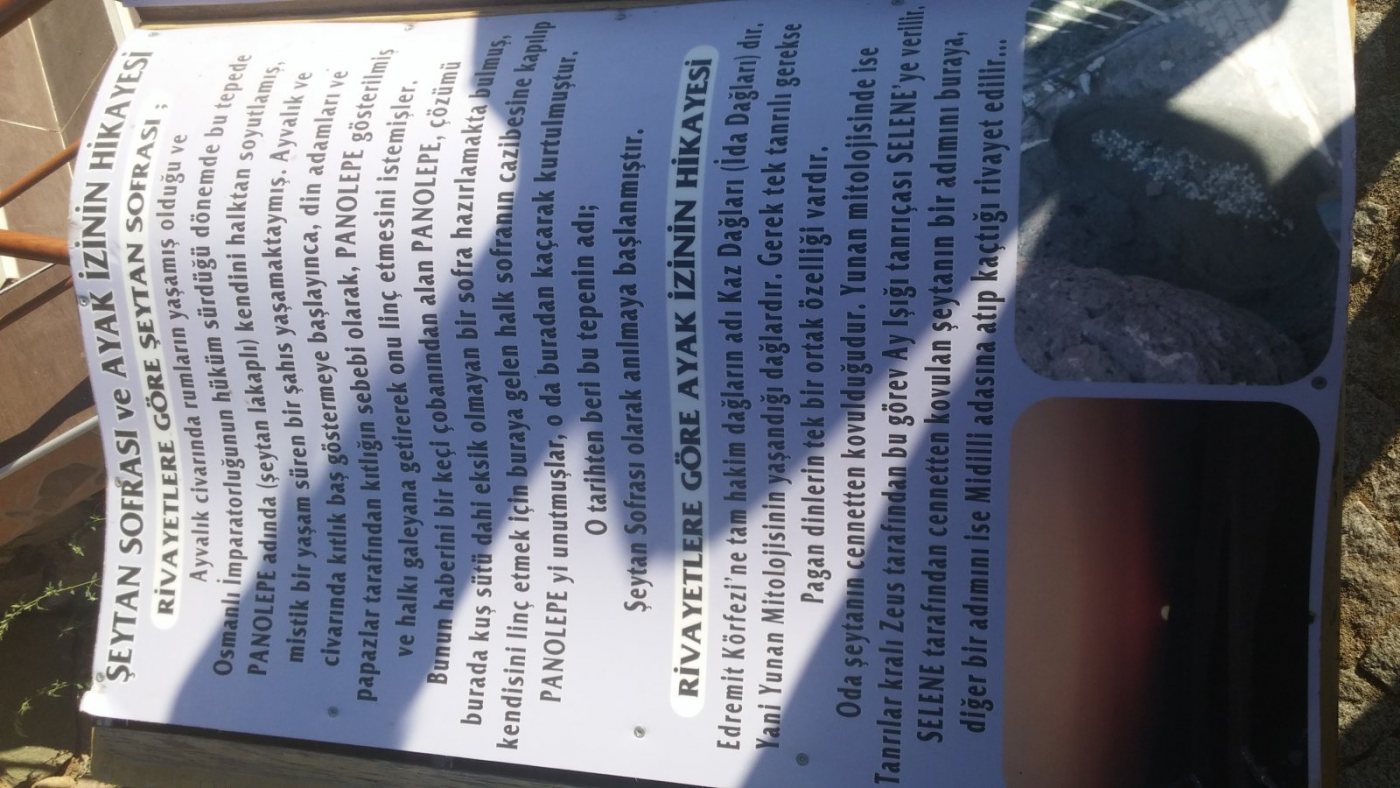 ŞEYTAN SOFRASI ve AYAK İZİNİN HİKAYESİ
RİVAYETLERE GÖRE ŞEYTAN SOFRASI ;
Ayvalık civarında rumların yaşamış olduğu ve
Osmanlı İmparatorluğunun hüküm sürdüğü dönemde bu tepede
PANOLEPE adında (şeytan lakaplı) kendini halktan soyutlamış,
mistik bir yaşam süren bir şahıs yaşamaktaymış. Ayvalık ve
civarında kıtlık baş göstermeye başlayınca, din adamları ve
papazlar tarafından kıtlığın sebebi olarak, PANOLEPE gösterilmiş
ve halkı galeyana getirerek onu linç etmesini istemişler.
Bunun haberini bir keçi çobanından alan PANOLEPE, çözümü
burada kuş sütü dahi eksik olmayan bir sofra hazırlamakta bulmuş,
kendisini linç etmek için buraya gelen halk sofranın cazibesine kapılıp
PANOLEPE yi unutmuşlar, o da buradan kaçarak kurtulmuştur.
O tarihten beri bu tepenin adı;
Şeytan Sofrası olarak anılmaya başlanmıştır.
RİVAYETLERE GÖRE AYAK İZİNİN HİKAYESİ
Edremit Körfezi'ne tam hakim dağların adı Kaz Dağları (ida Dağları) dır.
Yani Yunan Mitolojisinin yaşandığı dağlardır. Gerek tek tanrılı gerekse
Pagan dinlerin tek bir ortak özelliği vardır.
Oda şeytanın cennetten kovulduğudur. Yunan mitolojisinde ise
Tanrılar kralı Zeus tarafından bu görev Ay Işığı tanrıçası SELENE'ye verilir.
SELENE tarafından cennetten kovulan şeytanın bir adımını buraya,
diğer bir adımını ise Midilli adasına atıp kaçtığı rivayet edilir...